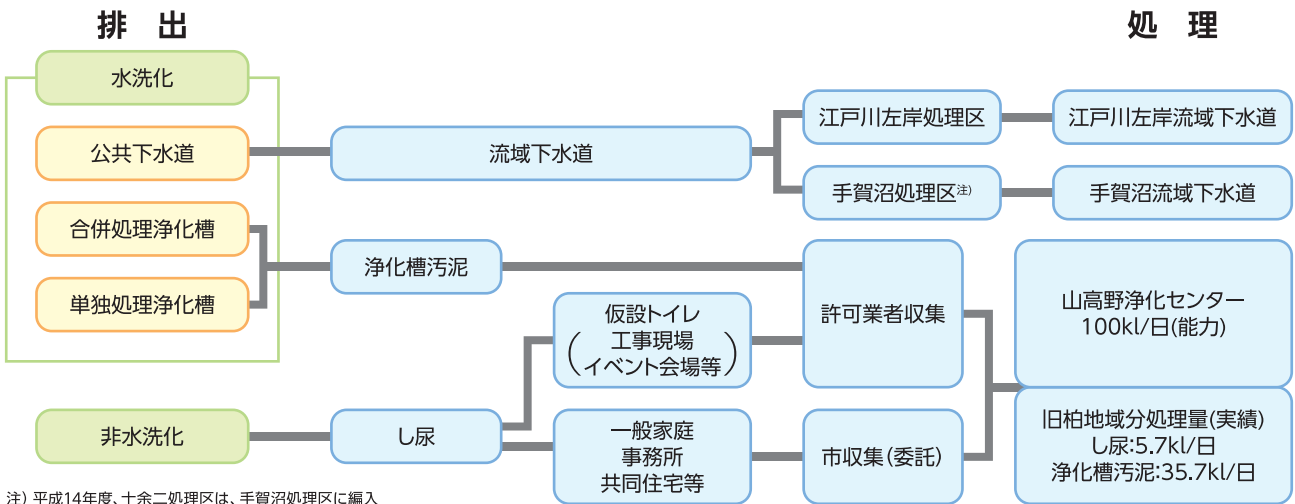 排 出
処 理
水洗化
公共下水道
合併処理浄化槽
単独処理浄化槽
流域下水道
江戸川左岸処理区
江戸川左岸流域下水道
手賀沼処理区注)
手賀沼流域下水道
浄化槽汚泥
仮設トイレ
(工事現場
イベント会場等)
許可業者収集
山高野浄化センター
100kl/日(能力)
非水洗化
し尿
一般家庭
事務所
共同住宅等
市収集(委託)
旧柏地域分処理量(実績)
し尿:5.7kl/日
浄化槽汚泥:35.7kl/日
注) 平成14年度、十余二処理区は、手賀沼処理区に編入